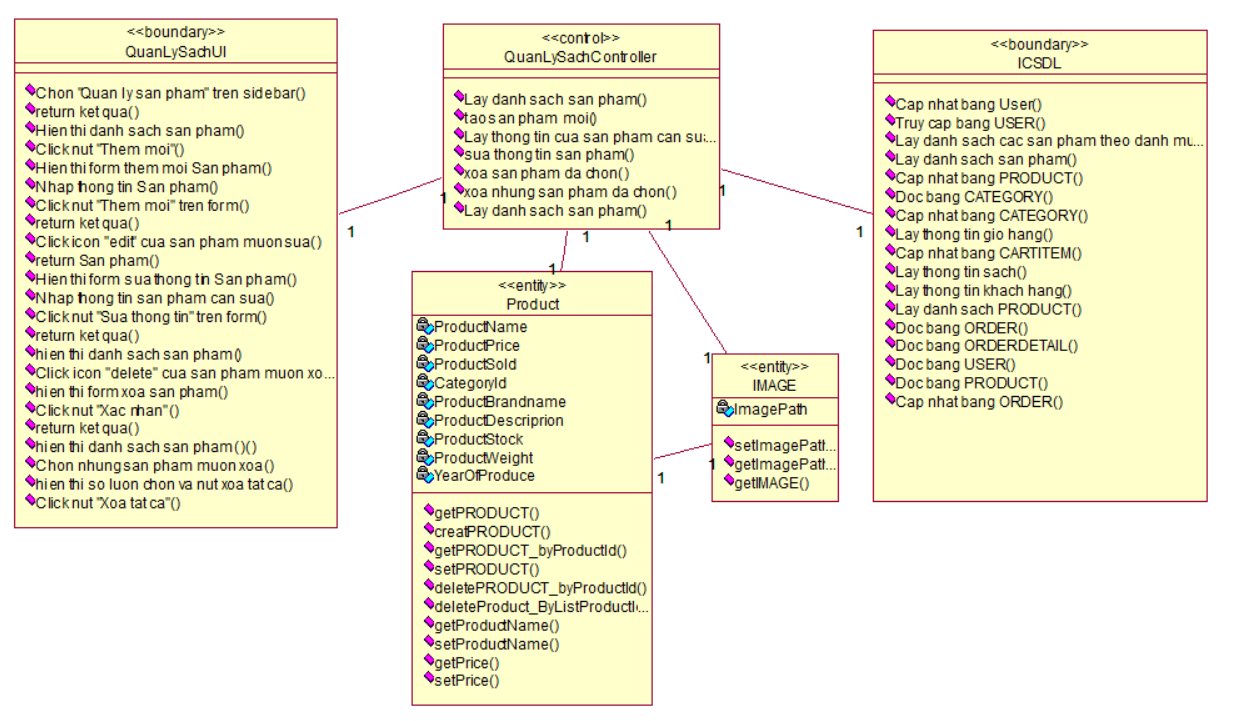 <<boundary>>
QuanLySachUI
Chon "Quan ly san pham" tren sidebar()
return ket qua()
Hien thi danh sach san pham()
Click nut "Them moi"()
Hien thi form them moi San pham()
Nhap thong tin San pham()
Click nut "Them moi" tren form()
return ket qua()
Click icon "edit' cua san pham muon sua()
return San pham()
Hien thi form sua thong tin San pham()
Nhap thong tin san pham can sua()
Click nut "Sua thong tin" tren form()
return ket qua()
hien thi danh sach san pham()
Click icon "delete" cua san pham muon xo...
hien thi form xoa san pham()
Click nut "Xac nhan"()
return ket qua()
hien thi danh sach san pham()()
Chon nhung san pham muon xoa()
hien thi so luon chon va nut xoa tat ca()
Click nut "Xoa tat ca"()
<<control>>
QuanLySachController
Lay danh sach san pham()
tao san pham moi()
Lay thong tin cua san pham can sua...
sua thong tin san pham()
xoa san pham da chon()
xoa nhung san pham da chon()
Lay danh sach san pham()
<<boundary>>
ICSDL
Cap nhat bang User()
Truy cap bang USER()
Lay danh sach cac san pham theo danh mu...
Lay danh sach san pham()
Cap nhat bang PRODUCT()
Doc bang CATEGORY()
Cap nhat bang CATEGORY()
Lay thong tin gio hang()
Cap nhat bang CARTITEM()
Lay thong tin sach()
Lay thong tin khach hang()
Lay danh sach PRODUCT()
Doc bang ORDER()
Doc bang ORDERDETAIL()
Doc bang USER()
Doc bang PRODUCT()
Cap nhat bang ORDER()
1
1
1
1
1
1
1
1
1
1
<<entity>>
Product
ProductName
ProductPrice
ProductSold
CategoryId
ProductBrandname
ProductDescriprion
ProductStock
ProductWeight
YearOfProduce
getPRODUCT()
creatPRODUCT()
getPRODUCT_byProductId()
setPRODUCT()
deletePRODUCT_byProductId()
deleteProduct_ByListProductI...
getProductName()
setProductName()
getPrice()
setPrice()
<<entity>>
IMAGE
ImagePath
setImagePath...
getImagePath...
getIMAGE()